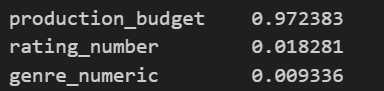 production_budget 0.972383
rating_number 0.018281
genre_numeric 0.009336